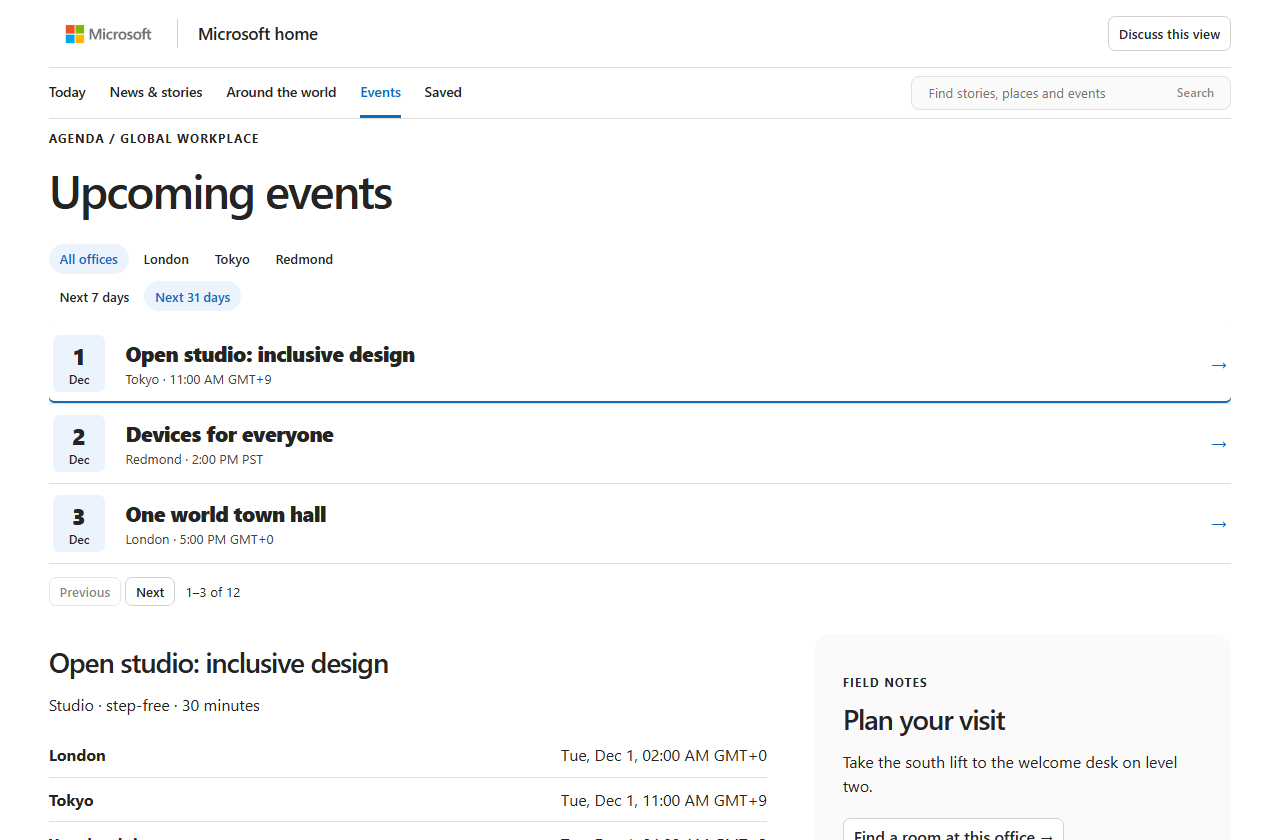 Microsoft
Microsoft home
Discuss this view
Today
News & stories
Around the world
Events
Saved
Find stories, places and events
Search
AGENDA / GLOBAL WORKPLACE
Upcoming events
All offices
London
Tokyo
Redmond
Next 7 days
Next 31 days
1
Dec
Open studio: inclusive design
Tokyo · 11:00 AM GMT+9
→
2
Dec
Devices for everyone
Redmond · 2:00 PM PST
→
3
Dec
One world town hall
London · 5:00 PM GMT+0
→
Previous
Next
1–3 of 12
Open studio: inclusive design
Studio · step-free · 30 minutes
London
Tue, Dec 1, 02:00 AM GMT+0
Tokyo
Tue, Dec 1, 11:00 AM GMT+9
FIELD NOTES
Plan your visit
Take the south lift to the welcome desk on level
two.
Find a room at this office →